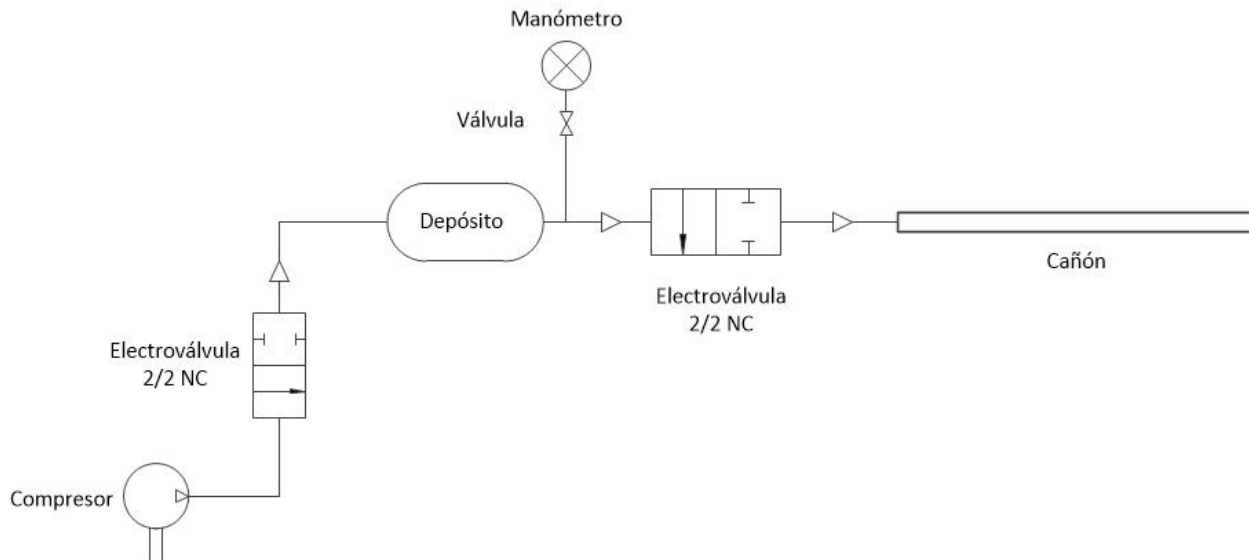 Manómetro
Válvula
Depósito
Cañón
Electroválvula
2/2 NC
Electroválvula
2/2 NC
Compresor